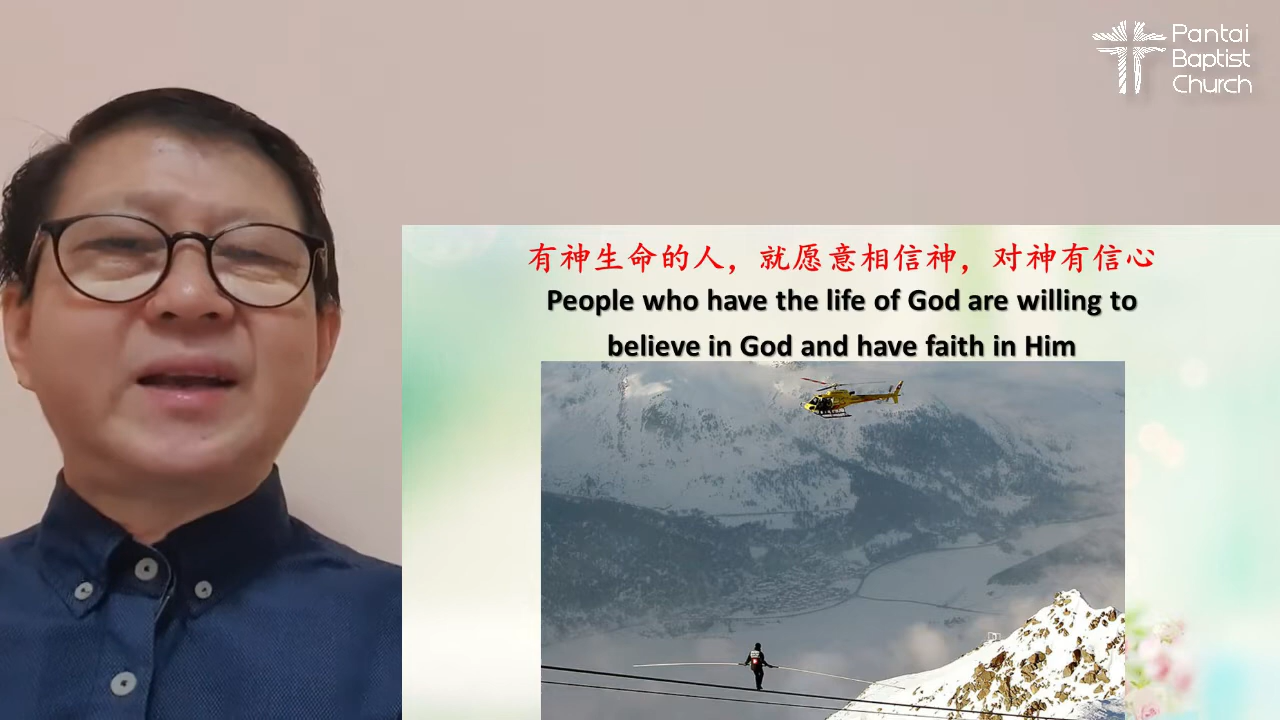 Pantai
Baptist
Church
有神生命的人，就愿意相信神，对神有信心
People who have the life of God are willing to
believe in God and have faith in Him